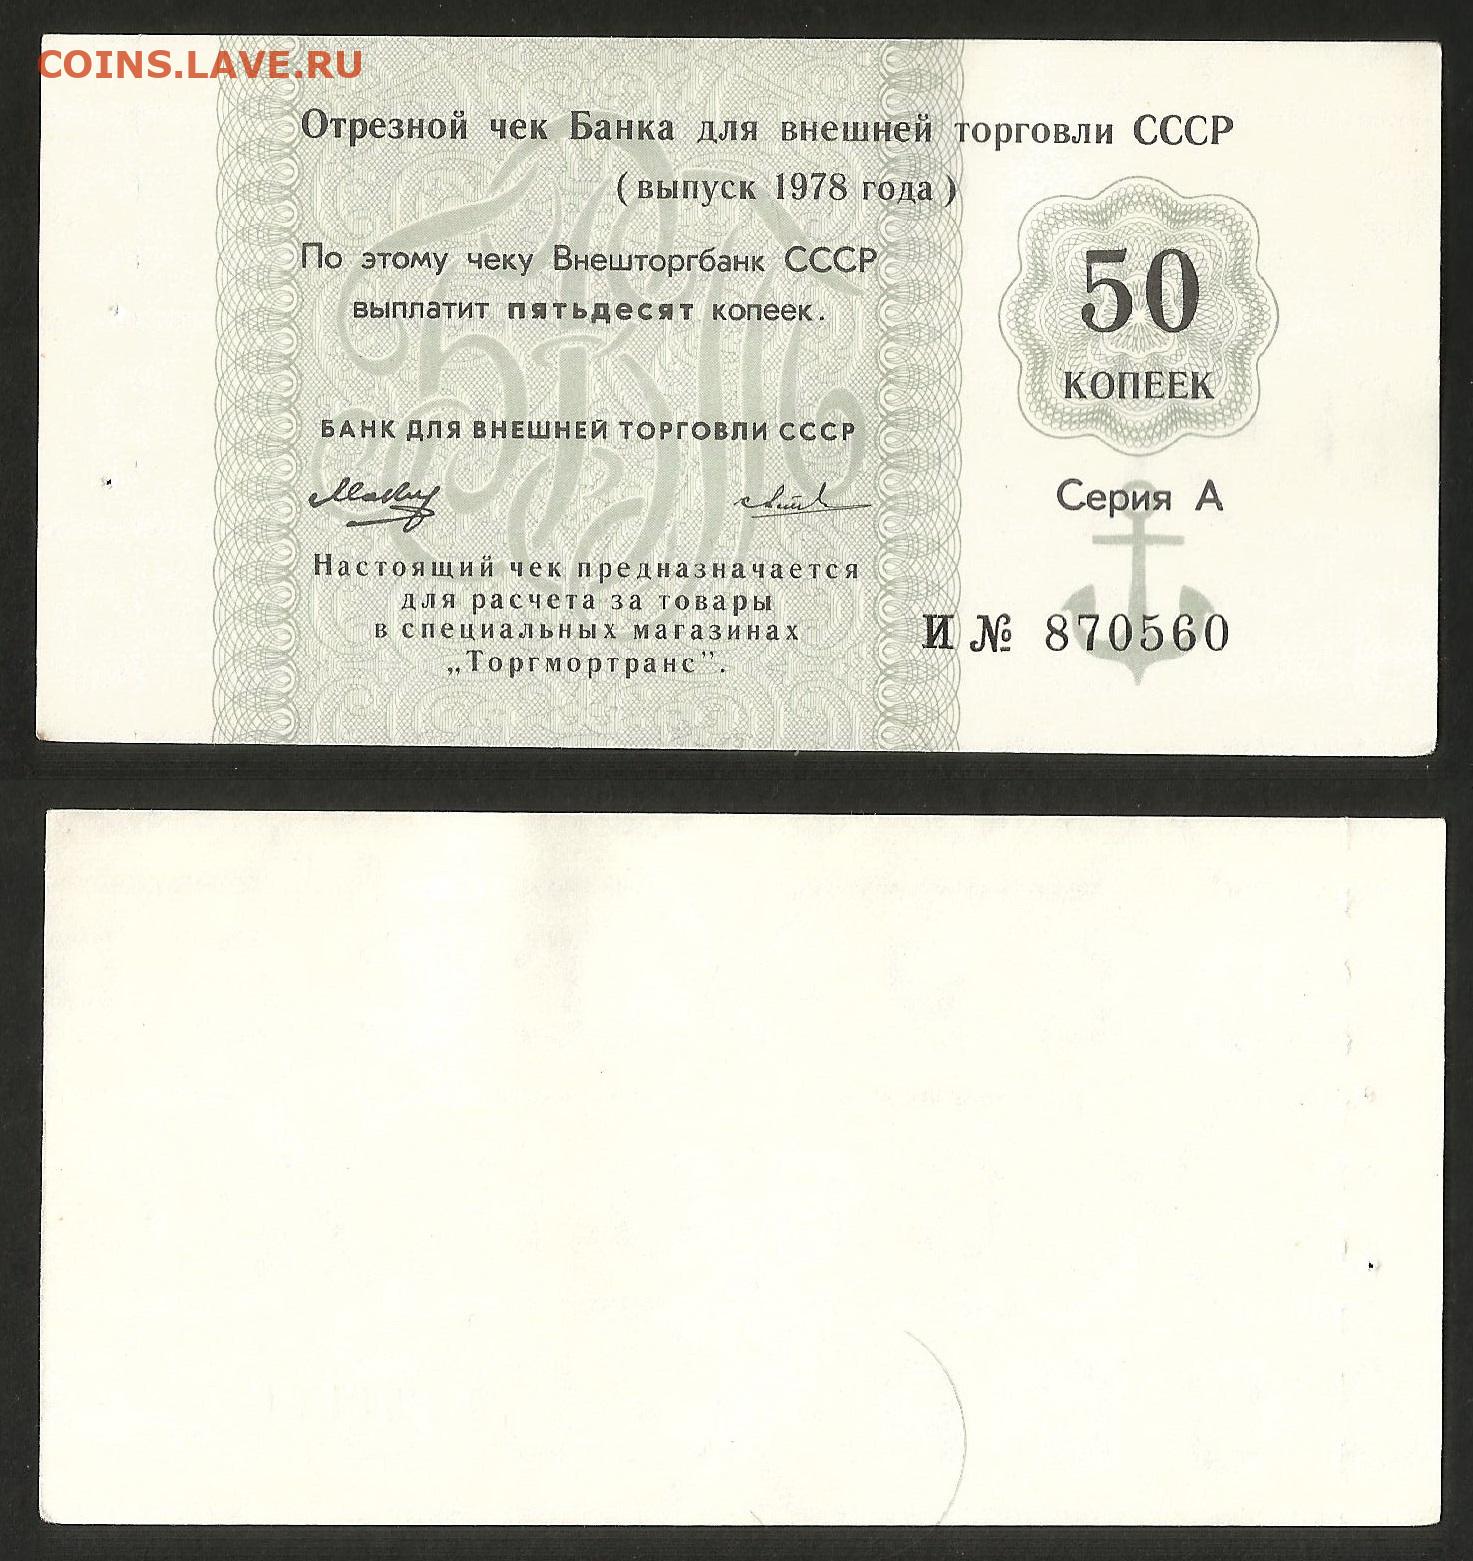 COINS.LAVE.RU
Отрезной чек Банка для внешней торговли СССР
(выпуск 1978 года)
По этому чеку Внешторгбанк СССР
выплатит пятьдесят копеек.
50
КОПЕЕК
БАНК ДЛЯ ВНЕШНЕЙ ТОРГОВЛИ СССР
Серия А
Настоящий чек предназначается
для расчета за товары
в специальных магазинах
„Торгмортранс”.
И № 870560